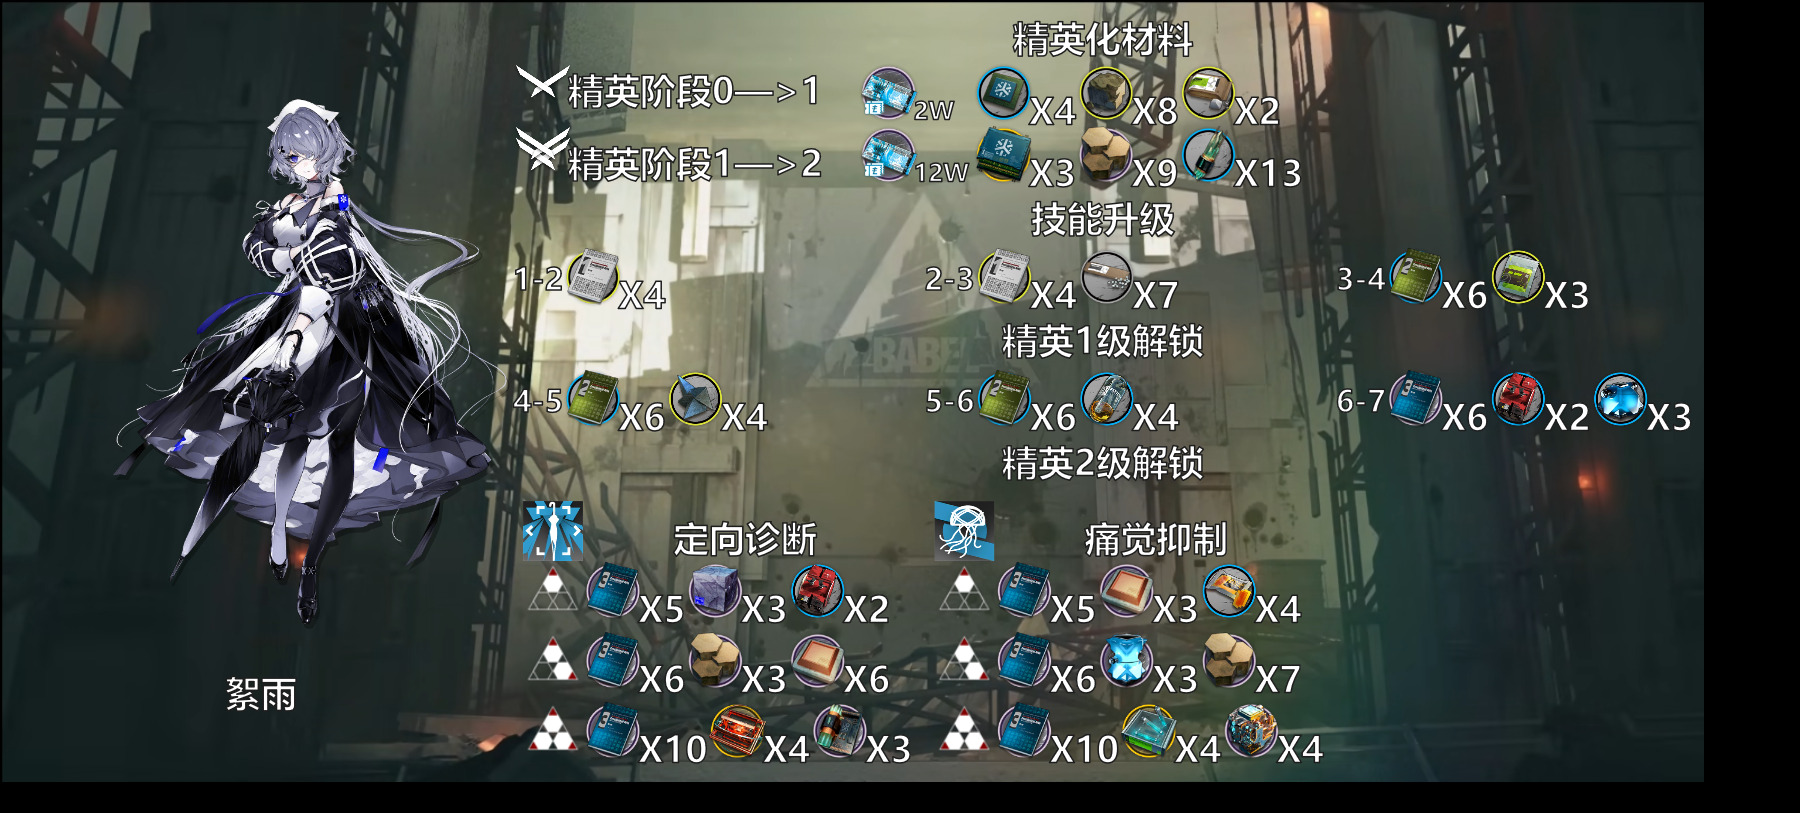 精英化材料
精英阶段0—>1 2W X4 X8 X2
精英阶段1—>2 12W X3 X9 X13
技能升级
1-2 X4 2-3 X4 X7 3-4 X6 X3
精英1级解锁
BABEL
4-5 X6 X4 5-6 X6 X4 6-7 X6 X2 X3
精英2级解锁
定向诊断 痛觉抑制
X5 X3 X2 X5 X3 X4
X6 X3 X6 X6 X3 X7
絮雨
X10 X4 X3 X10 X4 X4